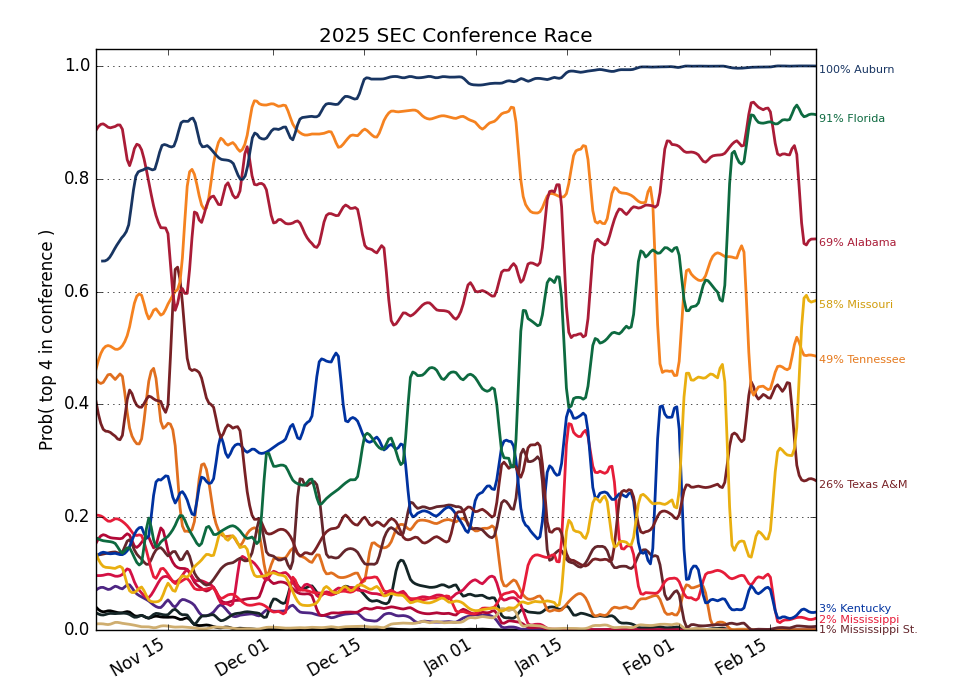 2025 SEC Conference Race
Prob( top 4 in conference )
1.0
0.8
0.6
0.4
0.2
0.0
Nov 15
Dec 01
Dec 15
Jan 01
Jan 15
Feb 01
Feb 15
100% Auburn
91% Florida
69% Alabama
58% Missouri
49% Tennessee
26% Texas A&M
3% Kentucky
2% Mississippi
1% Mississippi St.